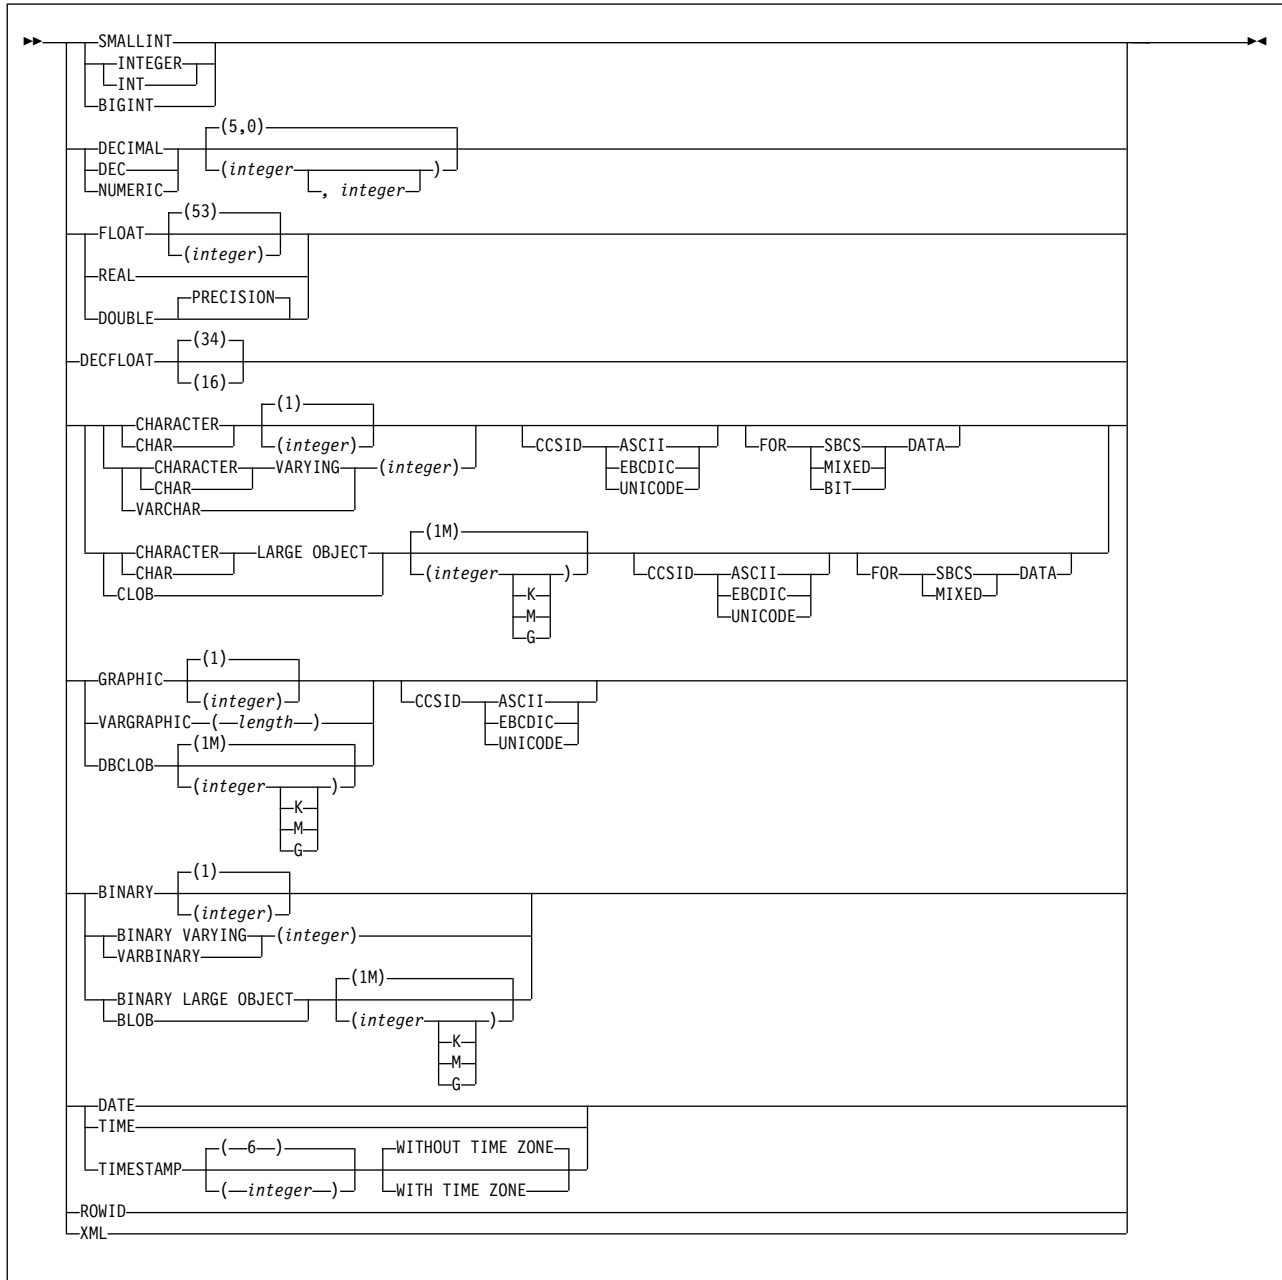 SMALLINT
INTEGER
INT
BIGINT
(5,0)
DECIMAL
DEC (integer )
NUMERIC , integer
(53)
FLOAT
(integer)
REAL
PRECISION
DOUBLE
(34)
DECFLOAT
(16)
(1)
CHARACTER
CHAR (integer) CCSID ASCII FOR SBCS DATA
CHARACTER VARYING (integer) EBCDIC MIXED
CHAR UNICODE BIT
VARCHAR
(1M)
CHARACTER LARGE OBJECT
CHAR (integer ) CCSID ASCII FOR SBCS DATA
CLOB K EBCDIC MIXED
M UNICODE
G
(1)
GRAPHIC
(integer) CCSID ASCII
VARGRAPHIC ( length ) EBCDIC
(1M) UNICODE
DBCLOB
(integer )
K
M
G
(1)
BINARY
(integer)
BINARY VARYING (integer)
VARBINARY
(1M)
BINARY LARGE OBJECT
BLOB (integer )
K
M
G
DATE
TIME
( 6 ) WITHOUT TIME ZONE
TIMESTAMP
( integer ) WITH TIME ZONE
ROWID
XML